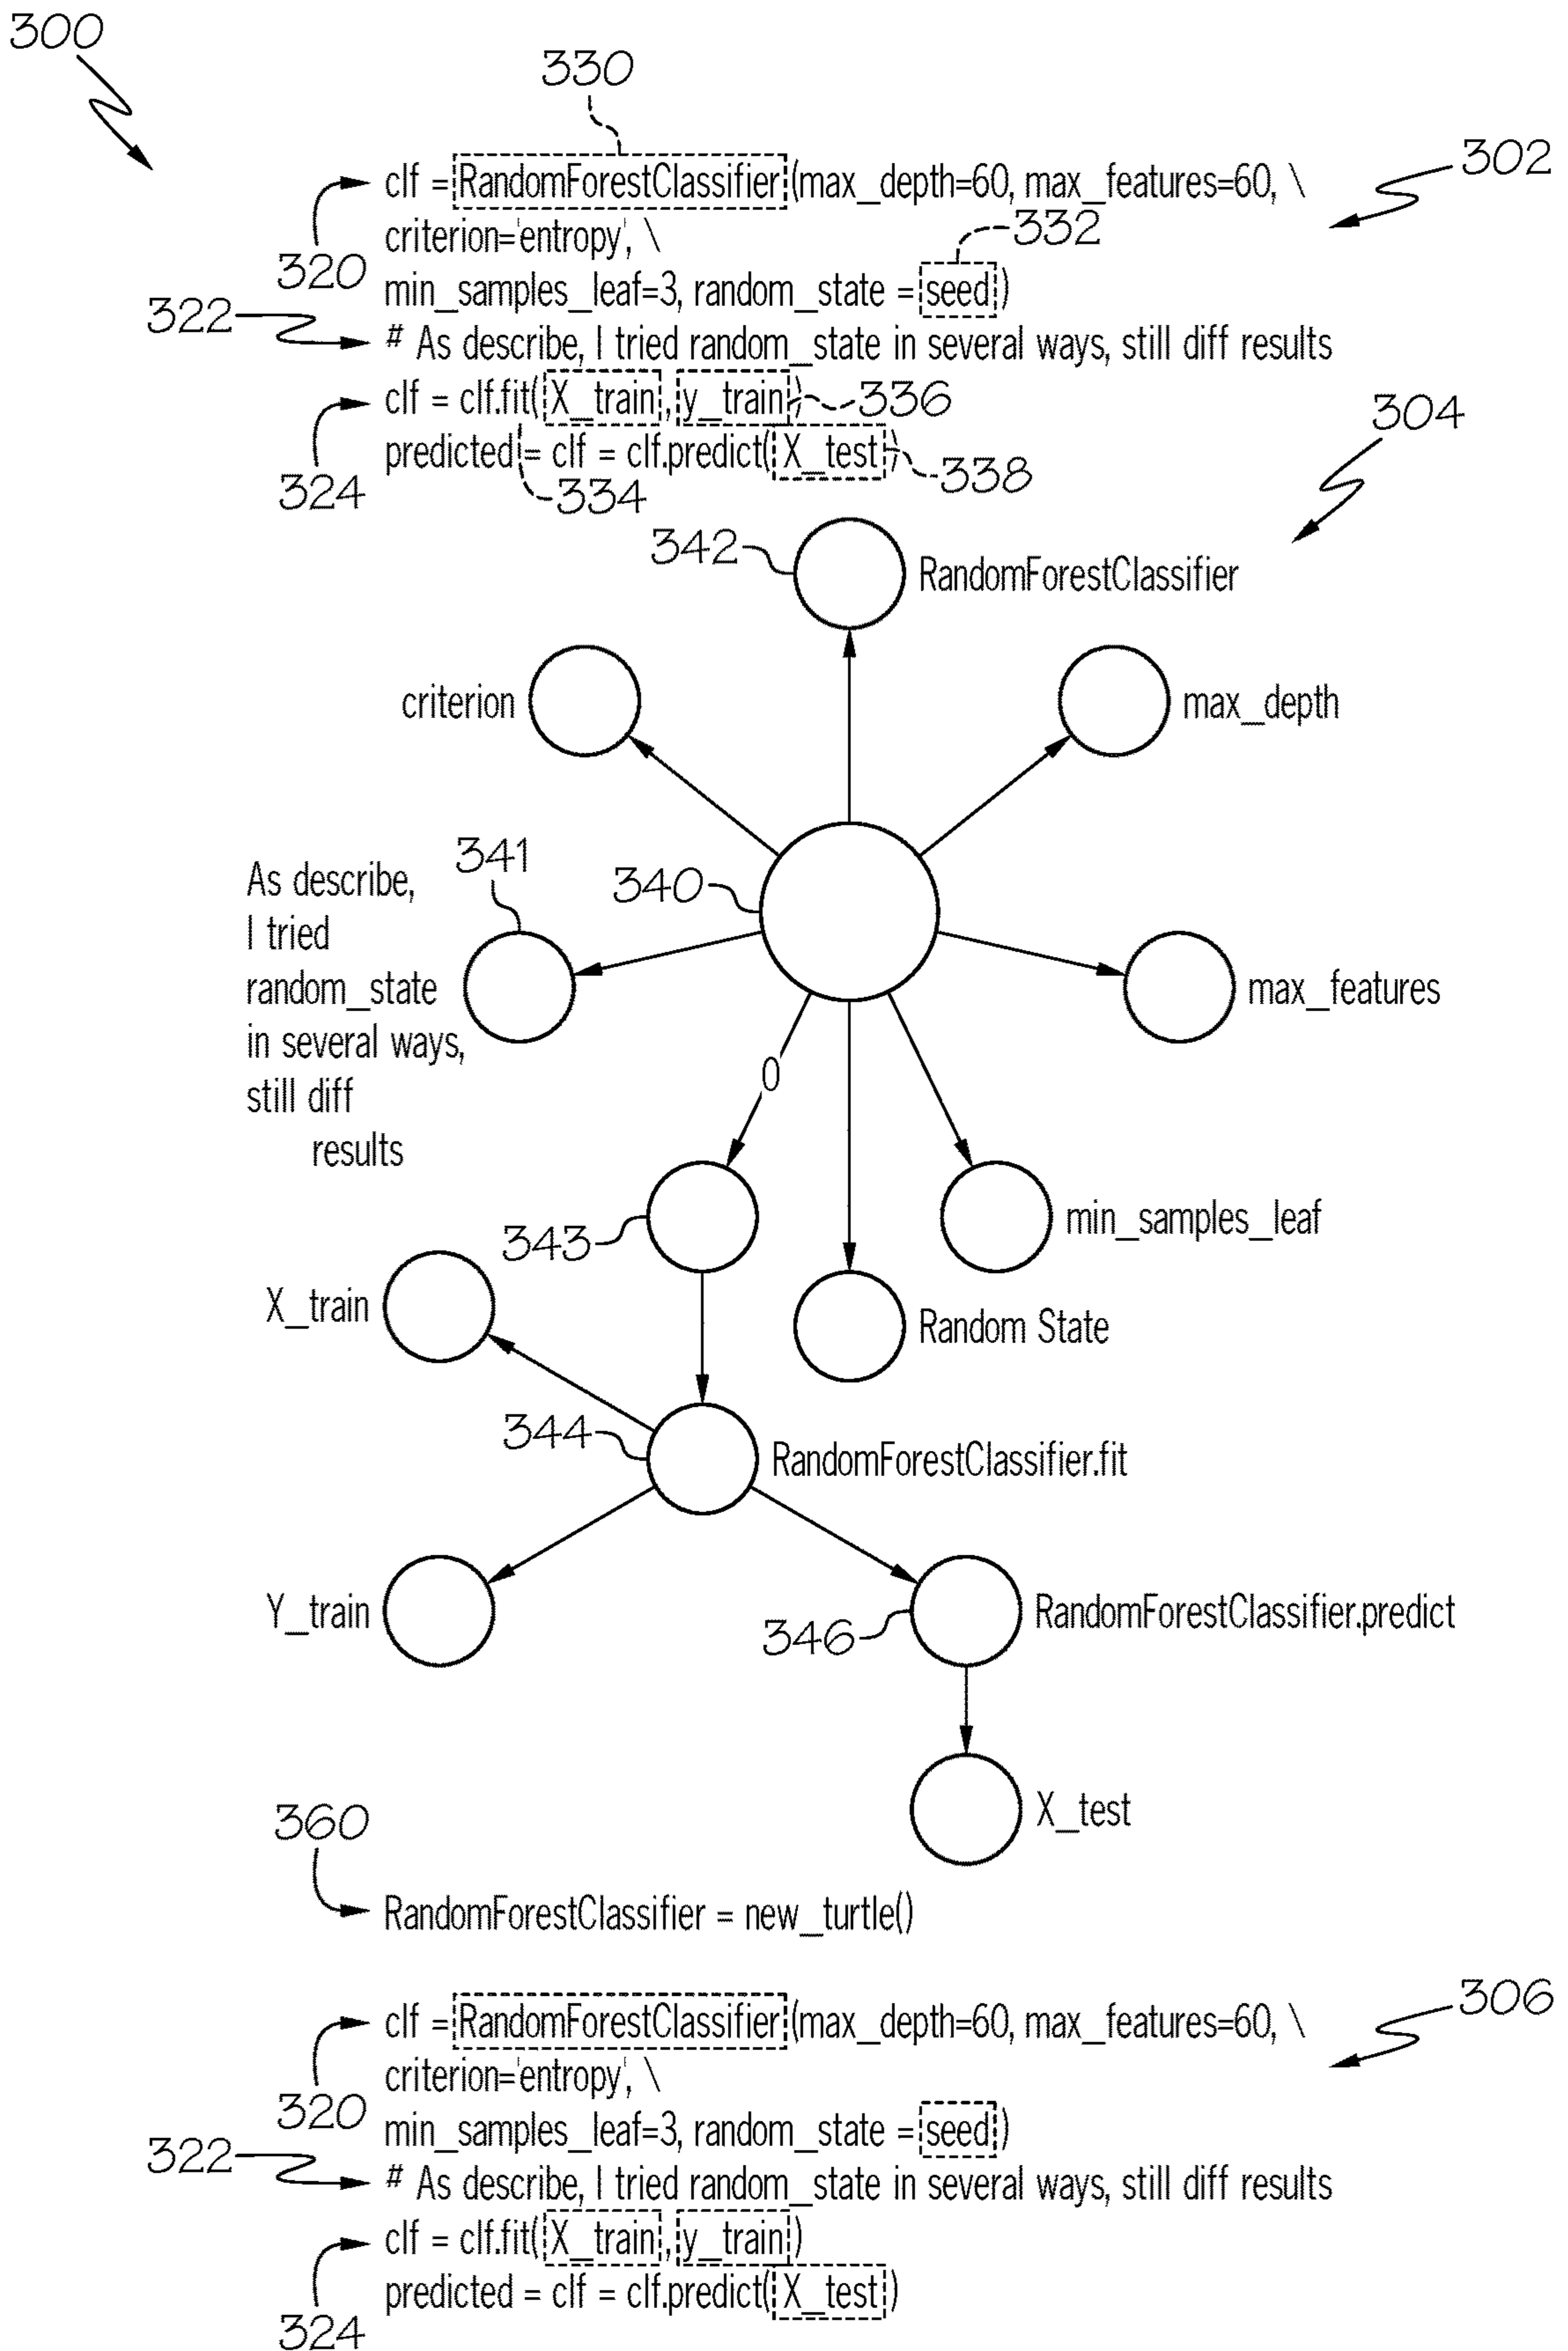 300
330
clf = RandomForestClassifier (max_depth=60, max_features=60, \
302
criterion='entropy', \
332
320
min_samples_leaf=3, random_state = seed )
322
# As describe, I tried random_state in several ways, still diff results
clf = clf.fit( X_train , y_train )
336
304
predicted = clf = clf.predict( X_test )
338
324
334
342
RandomForestClassifier
criterion
max_depth
341
340
As describe,
I tried
random_state
in several ways,
still diff
results
max_features
0
343
min_samples_leaf
X_train
Random State
344
RandomForestClassifier.fit
Y_train
346
RandomForestClassifier.predict
X_test
360
RandomForestClassifier = new_turtle()
306
clf = RandomForestClassifier (max_depth=60, max_features=60, \
criterion='entropy', \
320
min_samples_leaf=3, random_state = seed )
322
# As describe, I tried random_state in several ways, still diff results
clf = clf.fit( X_train , y_train )
predicted = clf = clf.predict( X_test )
324